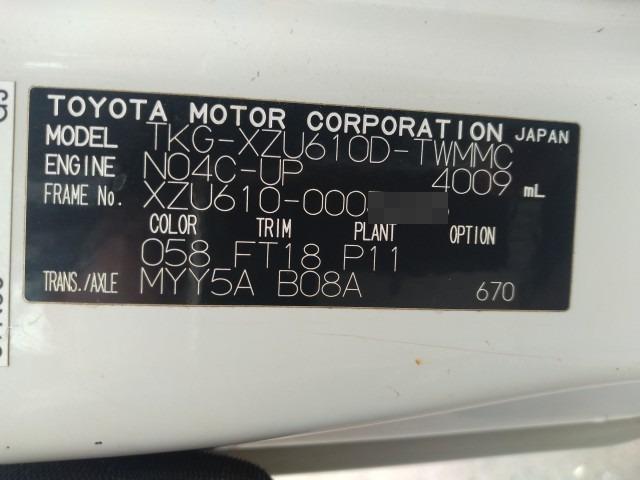 TOYOTA MOTOR CORPORATION JAPAN
MODEL TKG-XZU610D-TWMMC
ENGINE N04C-UP 4009 mL
FRAME No. XZU610-000
COLOR TRIM PLANT OPTION
058 FT18 P11
TRANS./AXLE MYY5A B08A 670